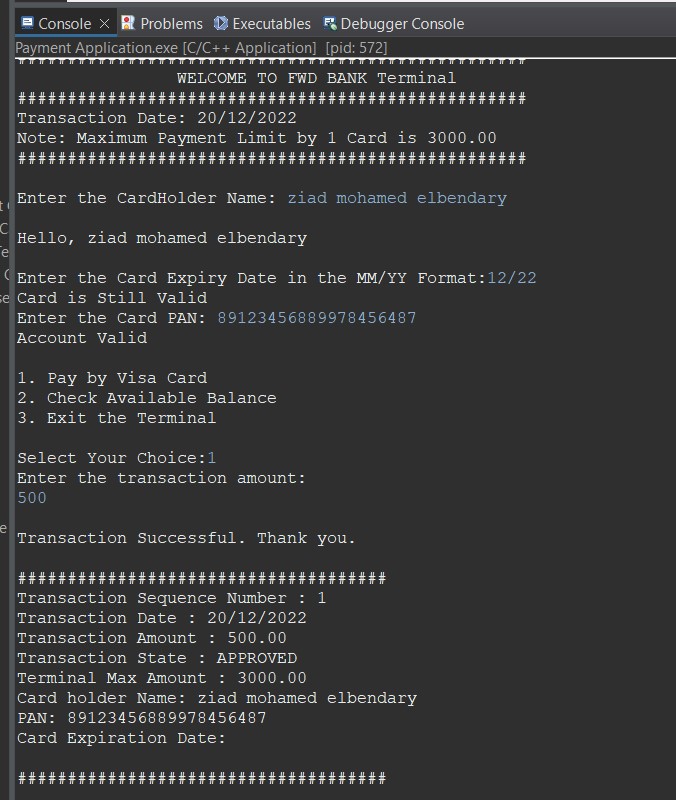 Console Problems Executables Debugger Console
Payment Application.exe [C/C++ Application] [pid: 572]
###################################################
WELCOME TO FWD BANK Terminal
###################################################
Transaction Date: 20/12/2022
Note: Maximum Payment Limit by 1 Card is 3000.00
###################################################
Enter the CardHolder Name: ziad mohamed elbendary
Hello, ziad mohamed elbendary
Enter the Card Expiry Date in the MM/YY Format:12/22
Card is Still Valid
Enter the Card PAN: 89123456889978456487
Account Valid
1. Pay by Visa Card
2. Check Available Balance
3. Exit the Terminal
Select Your Choice:1
Enter the transaction amount:
500
Transaction Successful. Thank you.
#####################################
Transaction Sequence Number : 1
Transaction Date : 20/12/2022
Transaction Amount : 500.00
Transaction State : APPROVED
Terminal Max Amount : 3000.00
Card holder Name: ziad mohamed elbendary
PAN: 89123456889978456487
Card Expiration Date:
#####################################